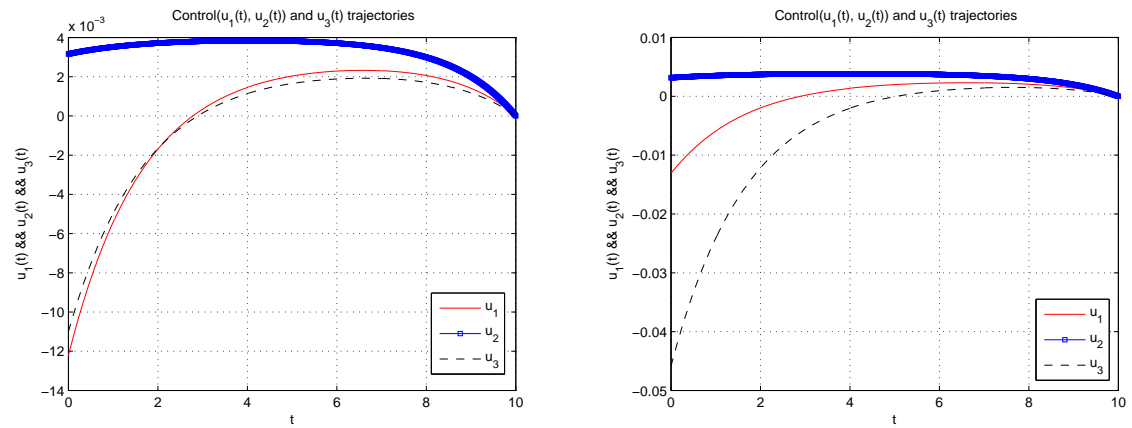 Control(u1(t), u2(t)) and u3(t) trajectories
x 10−3
4
2
0
−2
−4
−6
−8
−10
−12
−14
u1(t) && u2(t) && u3(t)
0 2 4 6 8 10
t
u1
u2
u3
Control(u1(t), u2(t)) and u3(t) trajectories
0.01
0
−0.01
−0.02
−0.03
−0.04
−0.05
u1(t) && u2(t) && u3(t)
0 2 4 6 8 10
t
u1
u2
u3